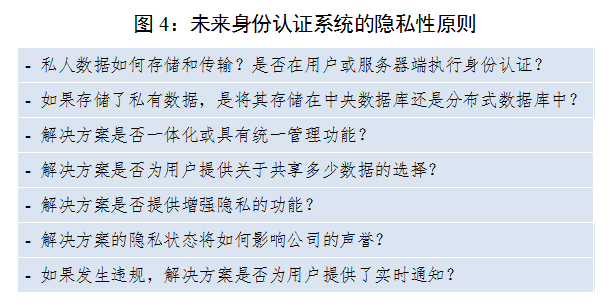 图 4：未来身份认证系统的隐私性原则
- 私人数据如何存储和传输？是否在用户或服务器端执行身份认证？
- 如果存储了私有数据，是将其存储在中央数据库还是分布式数据库中？
- 解决方案是否一体化或具有统一管理功能？
- 解决方案是否为用户提供关于共享多少数据的选择？
- 解决方案是否提供增强隐私的功能？
- 解决方案的隐私状态将如何影响公司的声誉？
- 如果发生违规，解决方案是否为用户提供了实时通知？